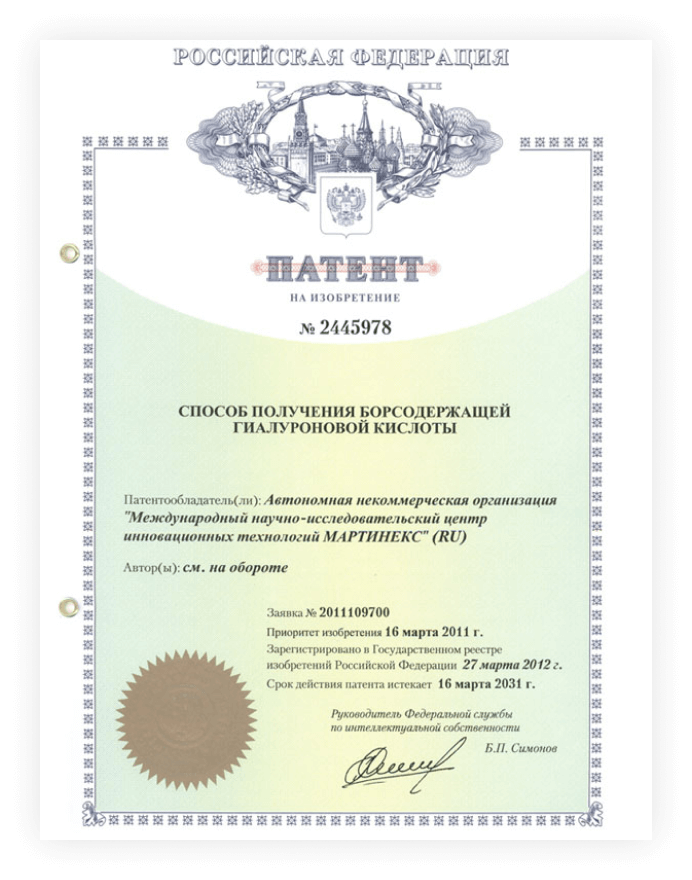 РОССИЙСКАЯ ФЕДЕРАЦИЯ
ПАТЕНТ
НА ИЗОБРЕТЕНИЕ
№ 2445978
СПОСОБ ПОЛУЧЕНИЯ БОРСОДЕРЖАЩЕЙ
ГИАЛУРОНОВОЙ КИСЛОТЫ
Патентообладатель(ли): Автономная некоммерческая организация
"Международный научно-исследовательский центр
инновационных технологий МАРТИНЕКС" (RU)
Автор(ы): см. на обороте
Заявка № 2011109700
Приоритет изобретения 16 марта 2011 г.
Зарегистрировано в Государственном реестре
изобретений Российской Федерации 27 марта 2012 г.
Срок действия патента истекает 16 марта 2031 г.
Руководитель Федеральной службы
по интеллектуальной собственности
Б.П. Симонов